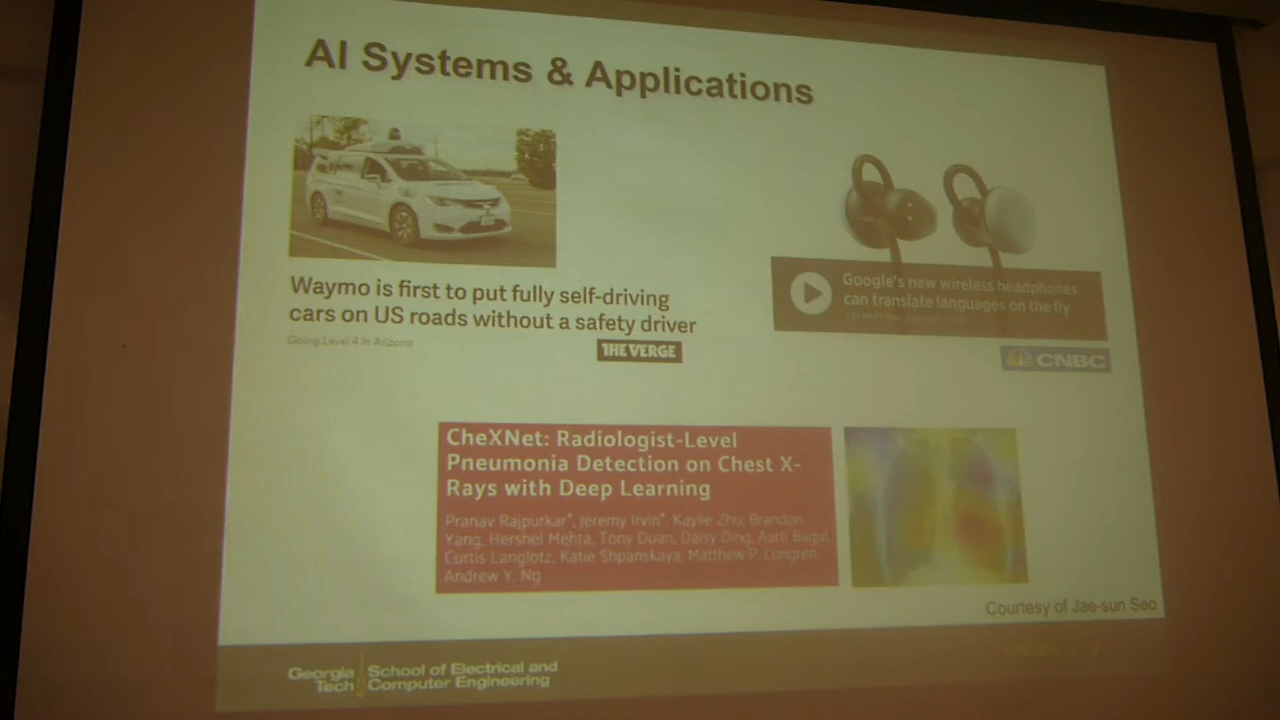 AI Systems & Applications
Waymo is first to put fully self-driving
cars on US roads without a safety driver
Going Level 4 in Arizona
THE VERGE
Google's new wireless headphones
can translate languages on the fly
CNBC
CheXNet: Radiologist-Level
Pneumonia Detection on Chest X-
Rays with Deep Learning
Pranav Rajpurkar*, Jeremy Irvin*, Kaylie Zhu, Brandon
Yang, Hershel Mehta, Tony Duan, Daisy Ding, Aarti Bagul,
Curtis Langlotz, Katie Shpanskaya, Matthew P. Lungren,
Andrew Y. Ng
Courtesy of Jae-sun Seo
Georgia
Tech
School of Electrical and
Computer Engineering